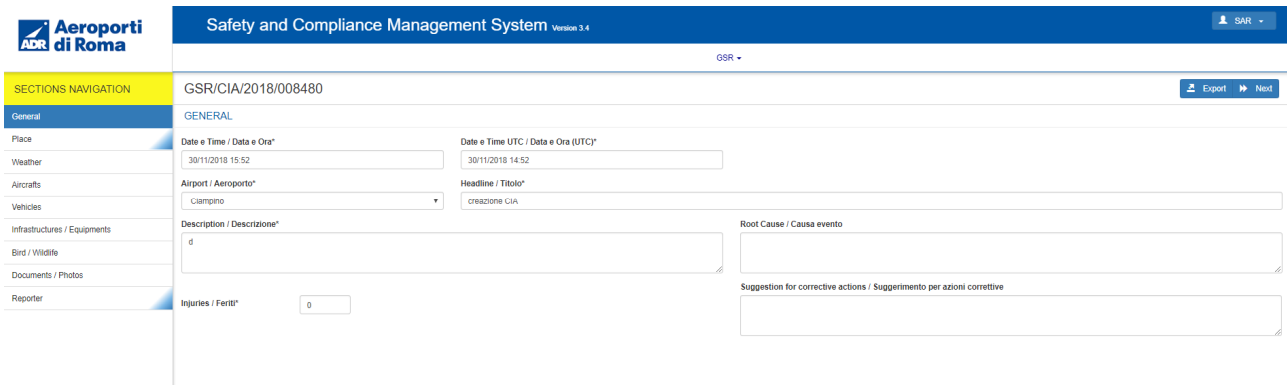 ADR Aeroporti di Roma
Safety and Compliance Management System Version 3.4
SAR
GSR
SECTIONS NAVIGATION
General
Place
Weather
Aircrafts
Vehicles
Infrastructures / Equipments
Bird / Wildlife
Documents / Photos
Reporter
GSR/CIA/2018/008480
Export
Next
GENERAL
Date e Time / Data e Ora*
30/11/2018 15:52
Date e Time UTC / Data e Ora (UTC)*
30/11/2018 14:52
Airport / Aeroporto*
Ciampino
Headline / Titolo*
creazione CIA
Description / Descrizione*
d
Root Cause / Causa evento
Injuries / Feriti*
0
Suggestion for corrective actions / Suggerimento per azioni correttive